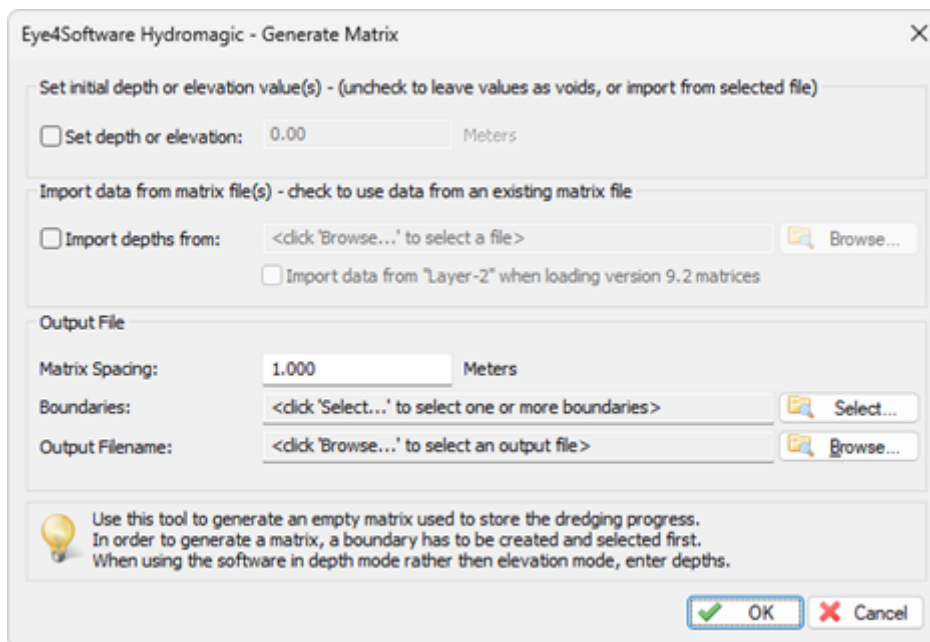 Eye4Software Hydromagic - Generate Matrix
Set initial depth or elevation value(s) - (uncheck to leave values as voids, or import from selected file)
Set depth or elevation: 0.00 Meters
Import data from matrix file(s) - check to use data from an existing matrix file
Import depths from: <click 'Browse...' to select a file> Browse...
Import data from "Layer-2" when loading version 9.2 matrices
Output File
Matrix Spacing: 1.000 Meters
Boundaries: <click 'Select...' to select one or more boundaries> Select...
Output Filename: <click 'Browse...' to select an output file> Browse...
Use this tool to generate an empty matrix used to store the dredging progress.
In order to generate a matrix, a boundary has to be created and selected first.
When using the software in depth mode rather then elevation mode, enter depths.
OK Cancel